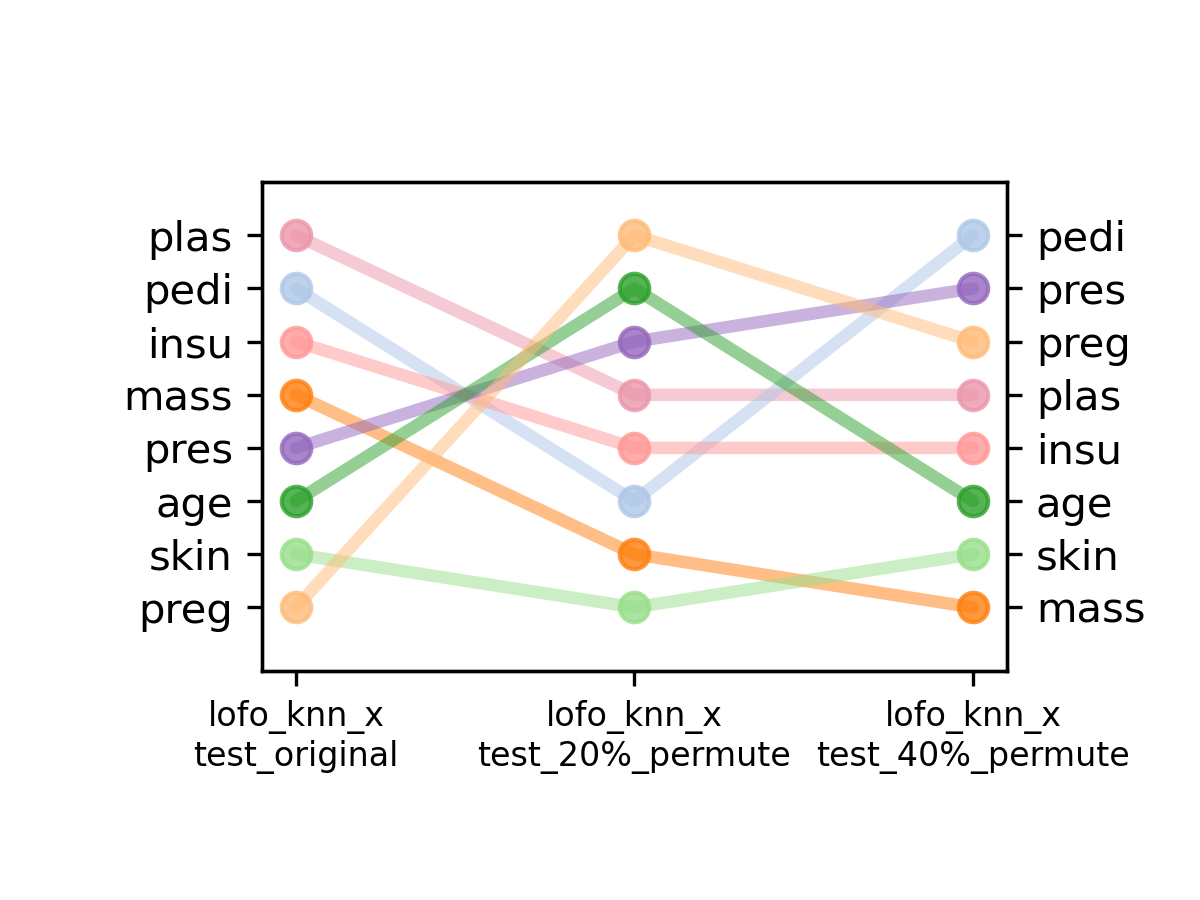 plas
pedi
insu
mass
pres
age
skin
preg
pedi
pres
preg
plas
insu
age
skin
mass
lofo_knn_x
test_original
lofo_knn_x
test_20%_permute
lofo_knn_x
test_40%_permute